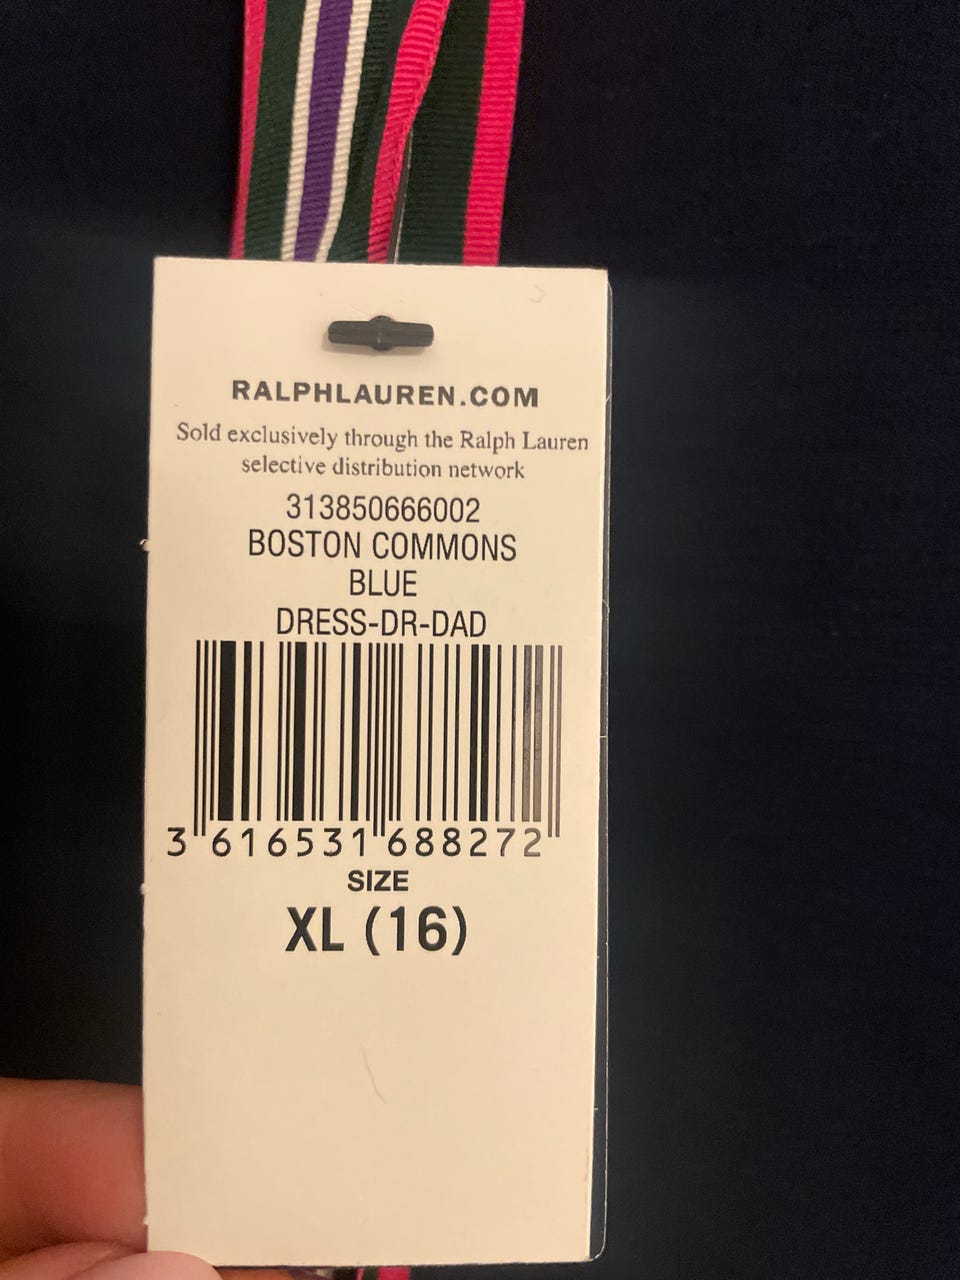 RALPHLAUREN.COM
Sold exclusively through the Ralph Lauren
selective distribution network
313850666002
BOSTON COMMONS
BLUE
DRESS-DR-DAD
3 616531 688272
SIZE
XL (16)